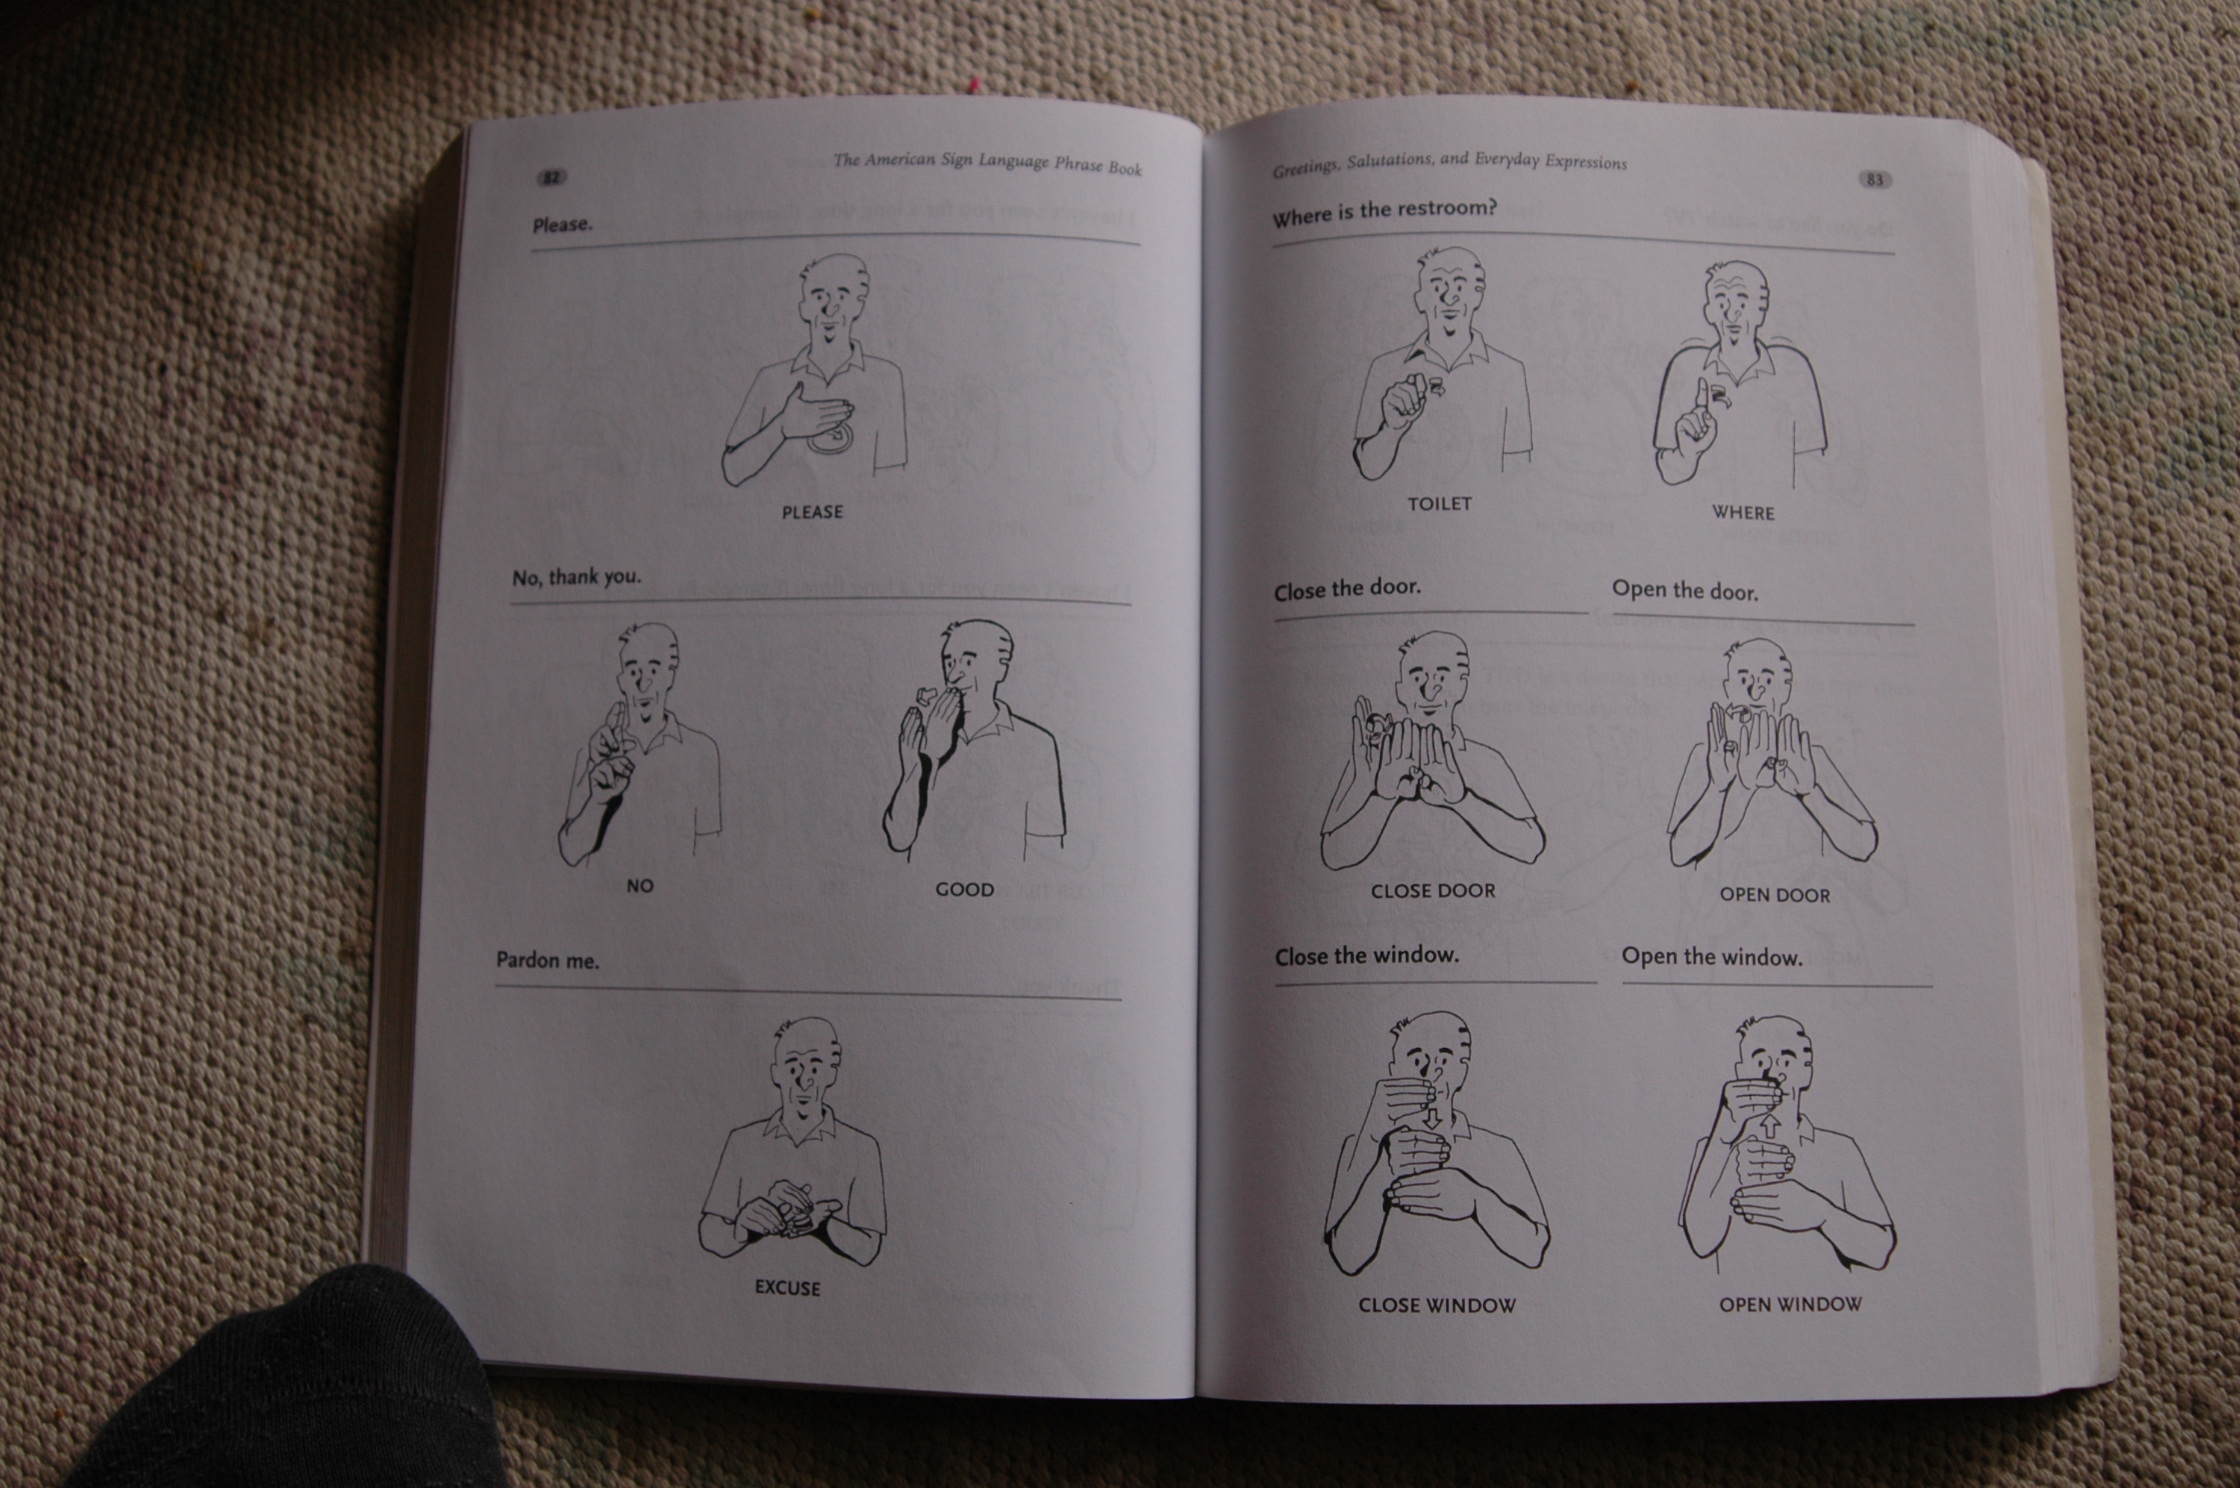 82
The American Sign Language Phrase Book
Please.
PLEASE
No, thank you.
NO
GOOD
Pardon me.
EXCUSE
Greetings, Salutations, and Everyday Expressions
83
Where is the restroom?
TOILET
WHERE
Close the door.
Open the door.
CLOSE DOOR
OPEN DOOR
Close the window.
Open the window.
CLOSE WINDOW
OPEN WINDOW